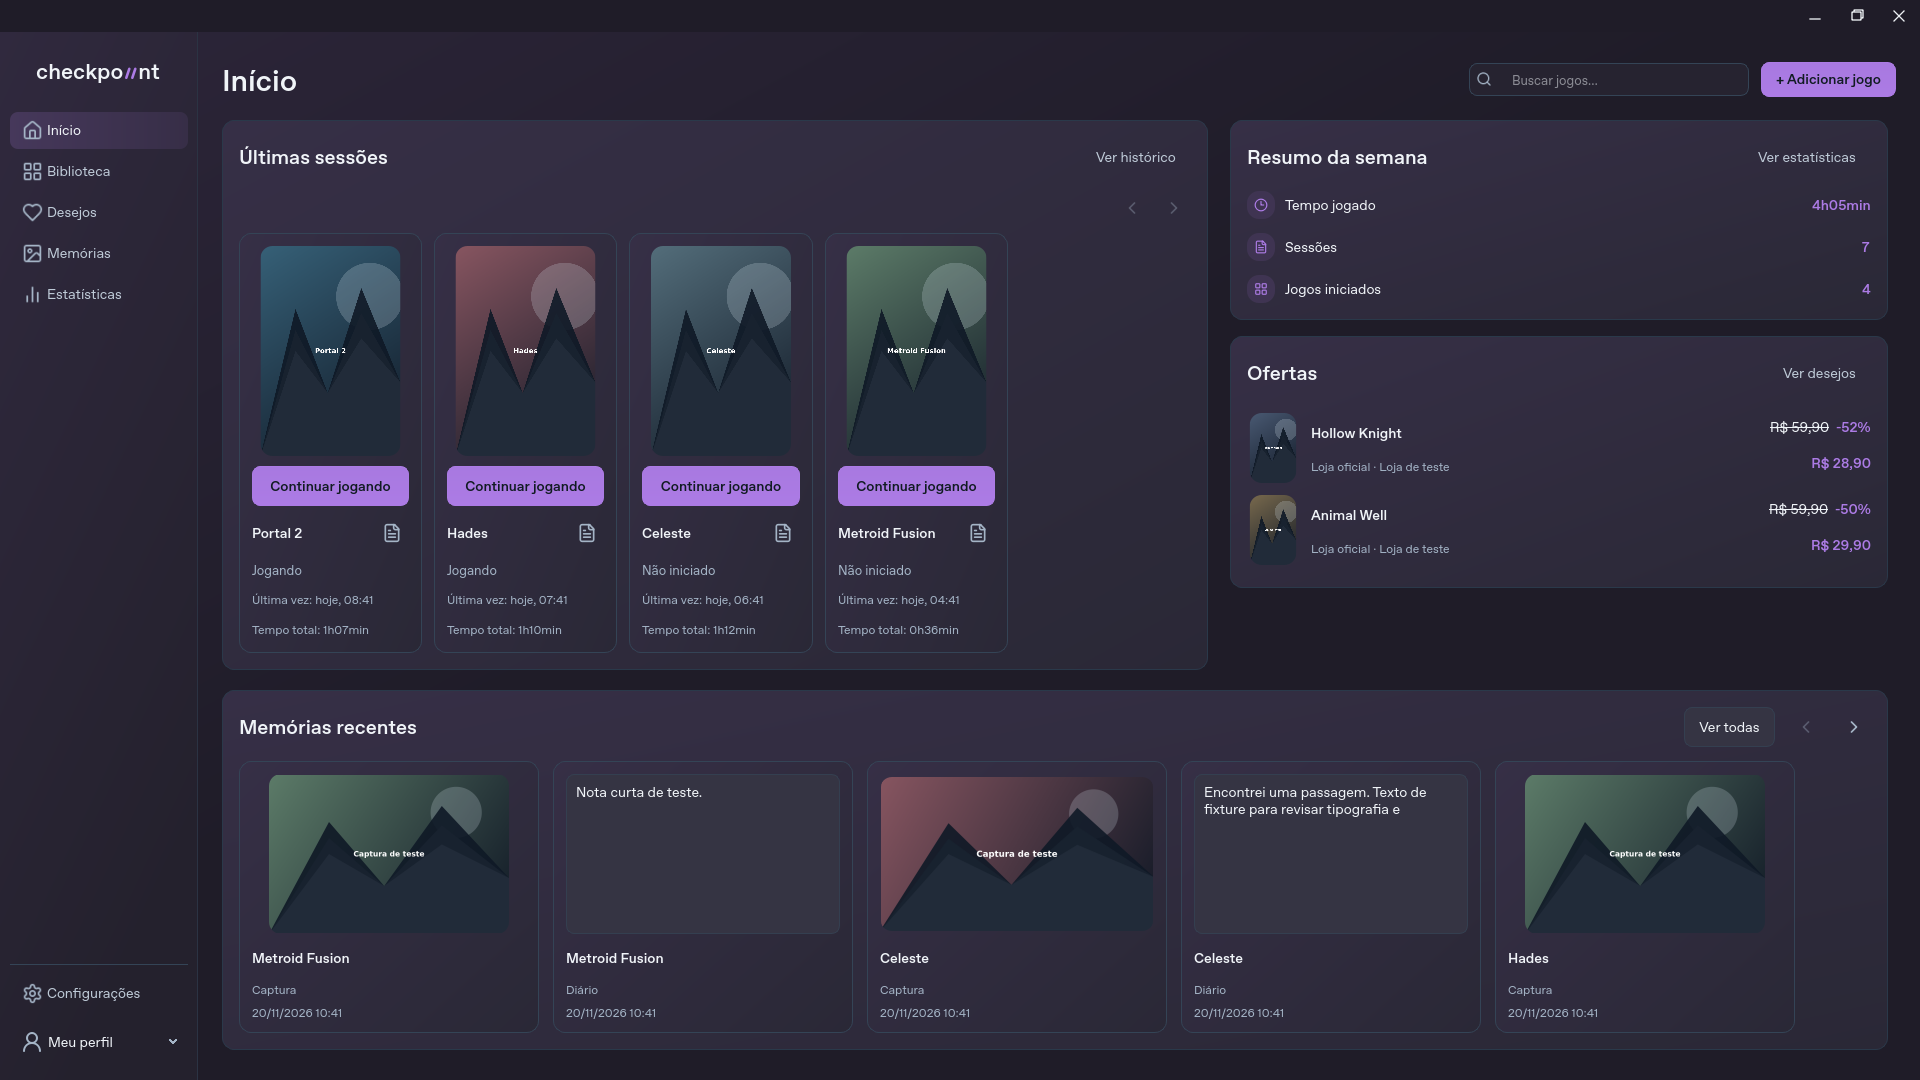 checkpo//nt
Início
Biblioteca
Desejos
Memórias
Estatísticas
Configurações
Meu perfil
Início
Buscar jogos...
+ Adicionar jogo
Últimas sessões
Ver histórico
Portal 2
Continuar jogando
Portal 2
Jogando
Última vez: hoje, 08:41
Tempo total: 1h07min
Hades
Continuar jogando
Hades
Jogando
Última vez: hoje, 07:41
Tempo total: 1h10min
Celeste
Continuar jogando
Celeste
Não iniciado
Última vez: hoje, 06:41
Tempo total: 1h12min
Metroid Fusion
Continuar jogando
Metroid Fusion
Não iniciado
Última vez: hoje, 04:41
Tempo total: 0h36min
Resumo da semana
Ver estatísticas
Tempo jogado
4h05min
Sessões
7
Jogos iniciados
4
Ofertas
Ver desejos
Hollow Knight
Loja oficial · Loja de teste
R$ 59,90 -52%
R$ 28,90
Animal Well
Loja oficial · Loja de teste
R$ 59,90 -50%
R$ 29,90
Memórias recentes
Ver todas
Captura de teste
Metroid Fusion
Captura
20/11/2026 10:41
Nota curta de teste.
Metroid Fusion
Diário
20/11/2026 10:41
Captura de teste
Celeste
Captura
20/11/2026 10:41
Encontrei uma passagem. Texto de
fixture para revisar tipografia e
Celeste
Diário
20/11/2026 10:41
Captura de teste
Hades
Captura
20/11/2026 10:41